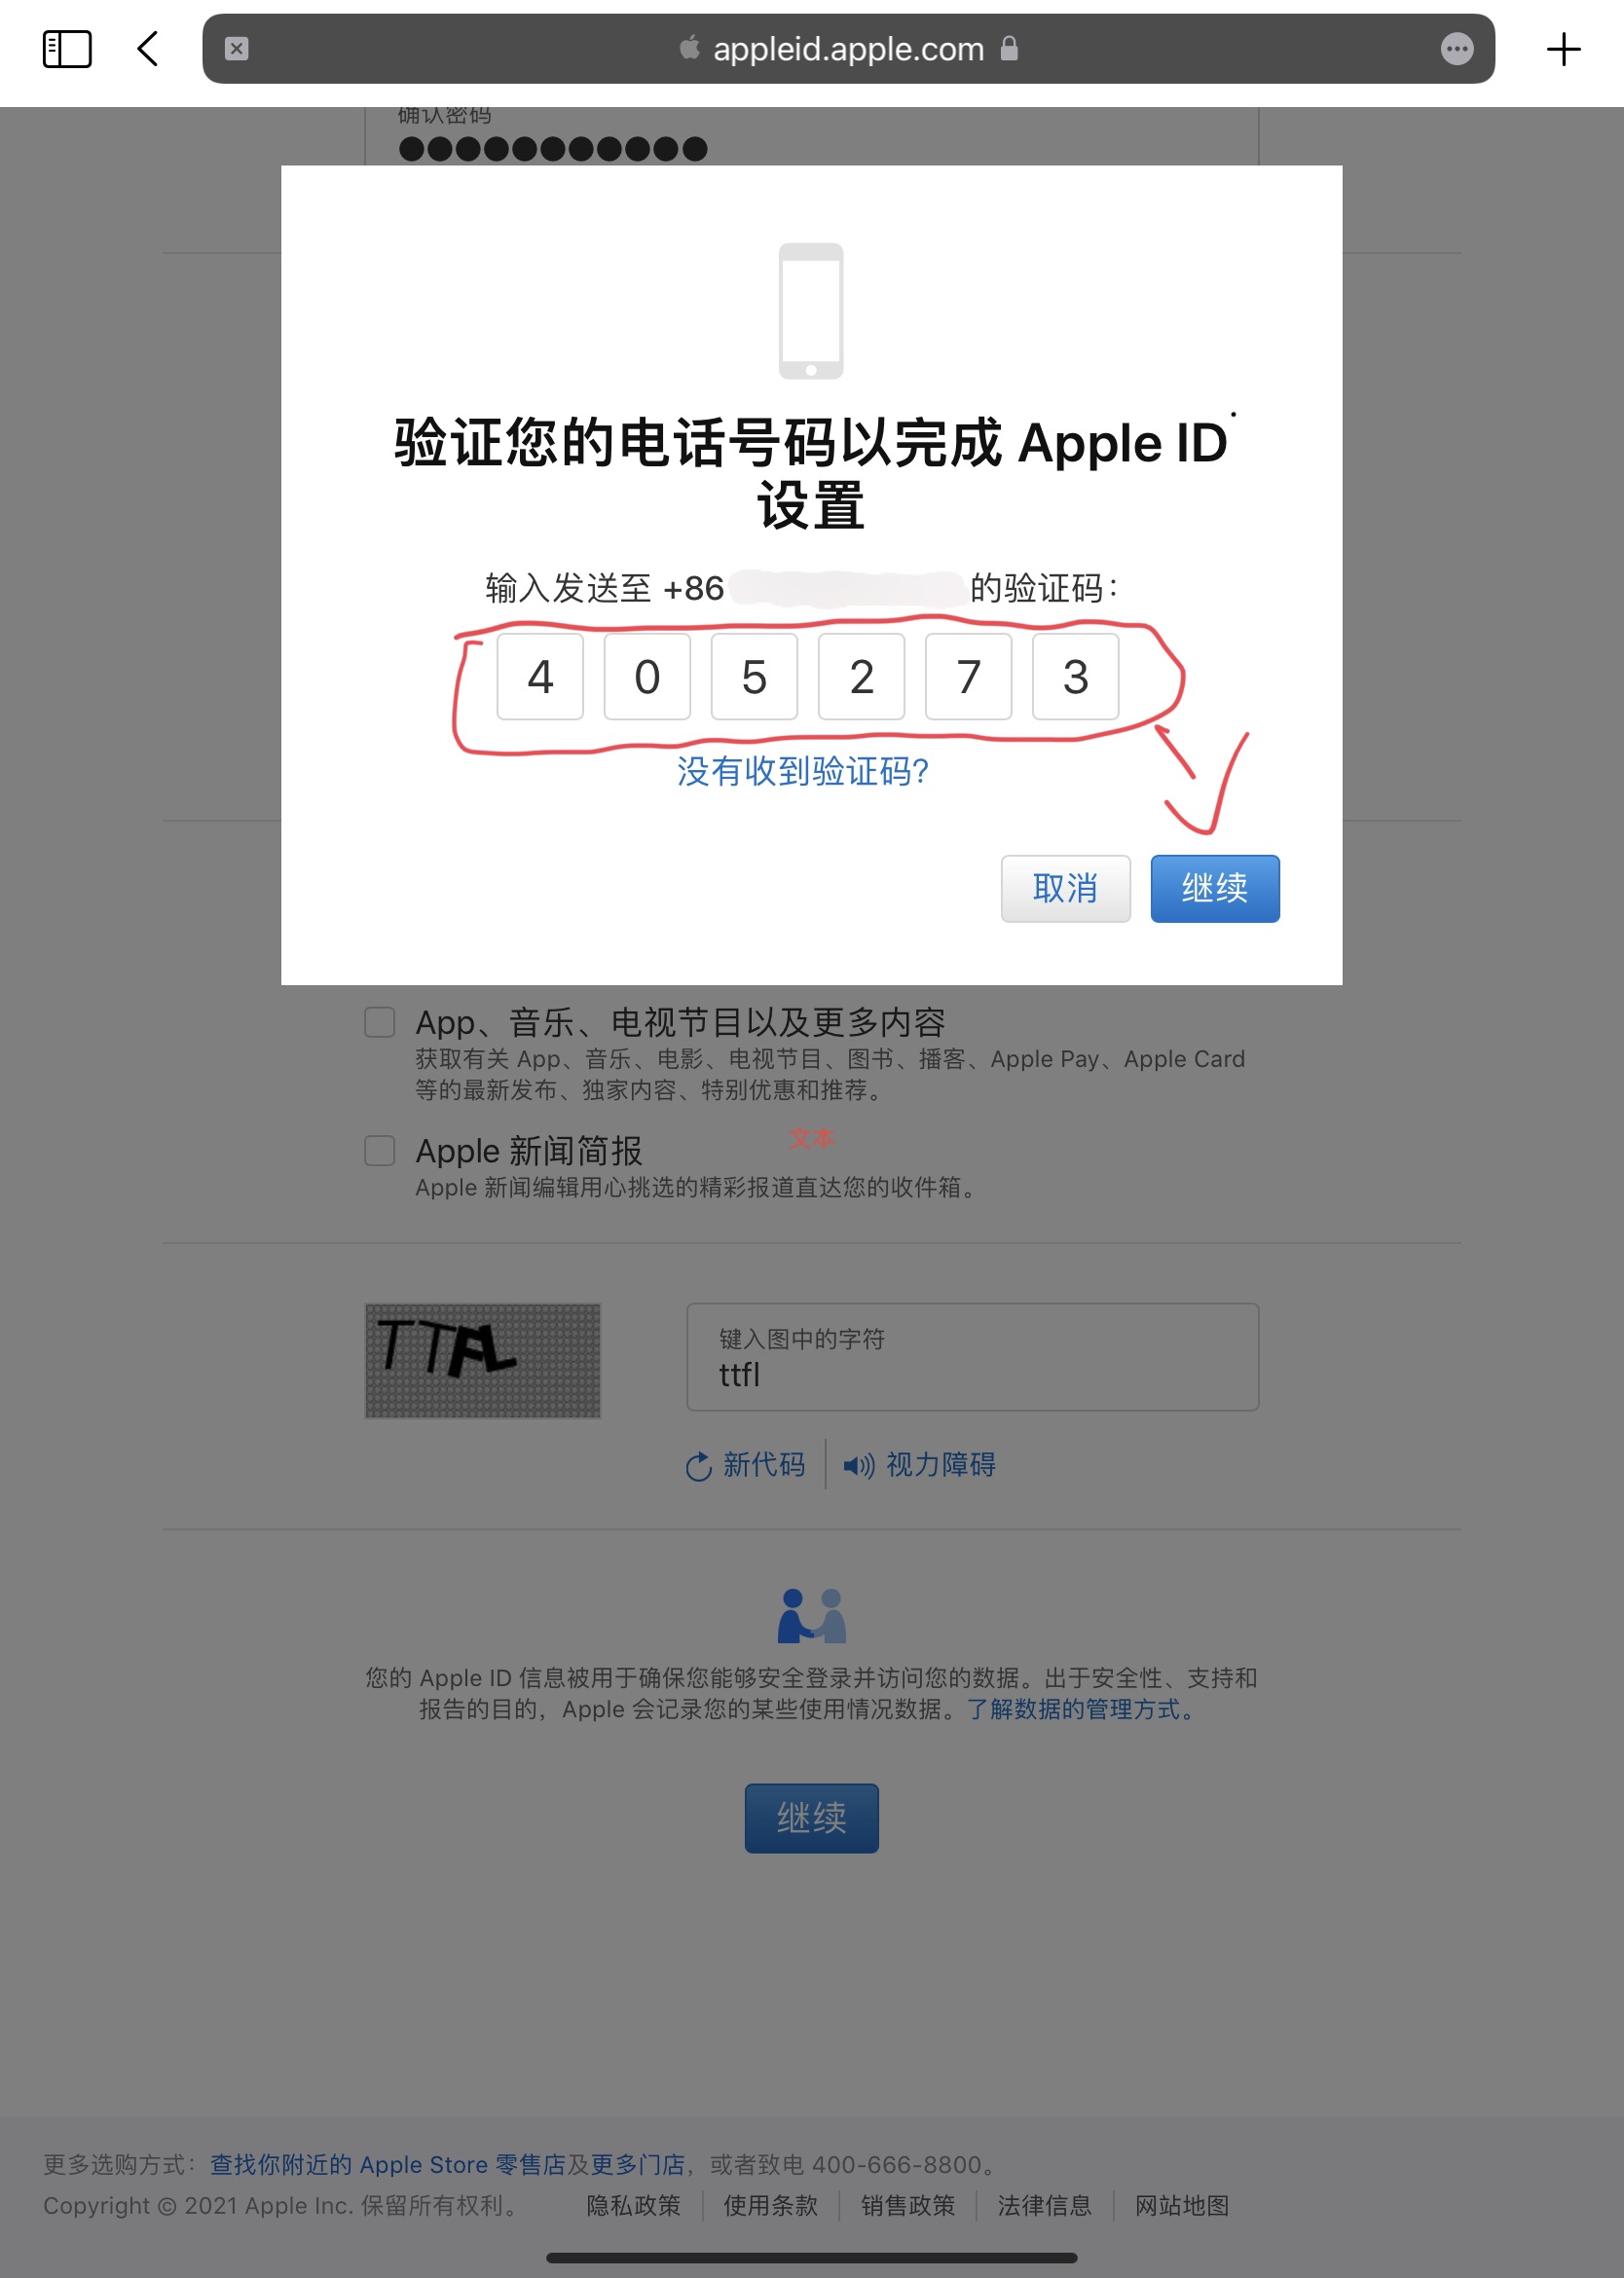 appleid.apple.com
确认密码
验证您的电话号码以完成 Apple ID
设置
输入发送至 +86 的验证码：
4 0 5 2 7 3
没有收到验证码？
取消 继续
App、音乐、电视节目以及更多内容
获取有关 App、音乐、电影、电视节目、图书、播客、Apple Pay、Apple Card
等的最新发布、独家内容、特别优惠和推荐。
文本
Apple 新闻简报
Apple 新闻编辑用心挑选的精彩报道直达您的收件箱。
TTFL
键入图中的字符
ttfl
新代码 视力障碍
您的 Apple ID 信息被用于确保您能够安全登录并访问您的数据。出于安全性、支持和
报告的目的，Apple 会记录您的某些使用情况数据。了解数据的管理方式。
继续
更多选购方式：查找你附近的 Apple Store 零售店及更多门店，或者致电 400-666-8800。
Copyright © 2021 Apple Inc. 保留所有权利。 隐私政策 使用条款 销售政策 法律信息 网站地图